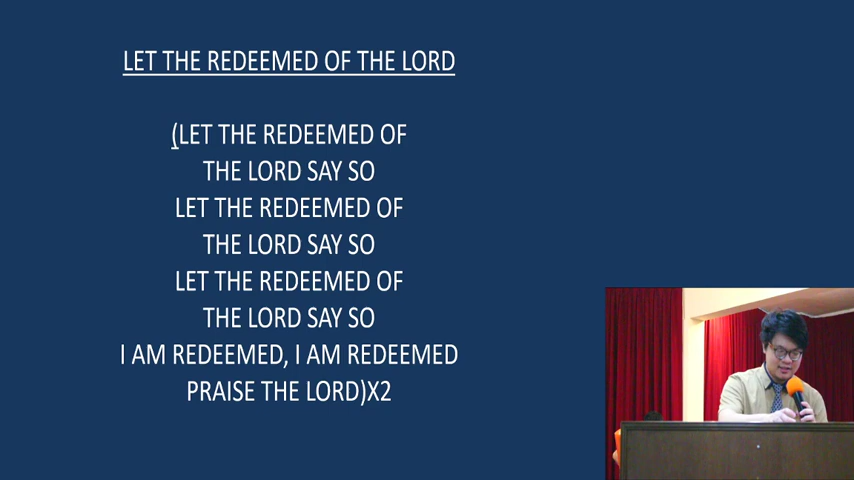 LET THE REDEEMED OF THE LORD
(LET THE REDEEMED OF
THE LORD SAY SO
LET THE REDEEMED OF
THE LORD SAY SO
LET THE REDEEMED OF
THE LORD SAY SO
I AM REDEEMED, I AM REDEEMED
PRAISE THE LORD)X2